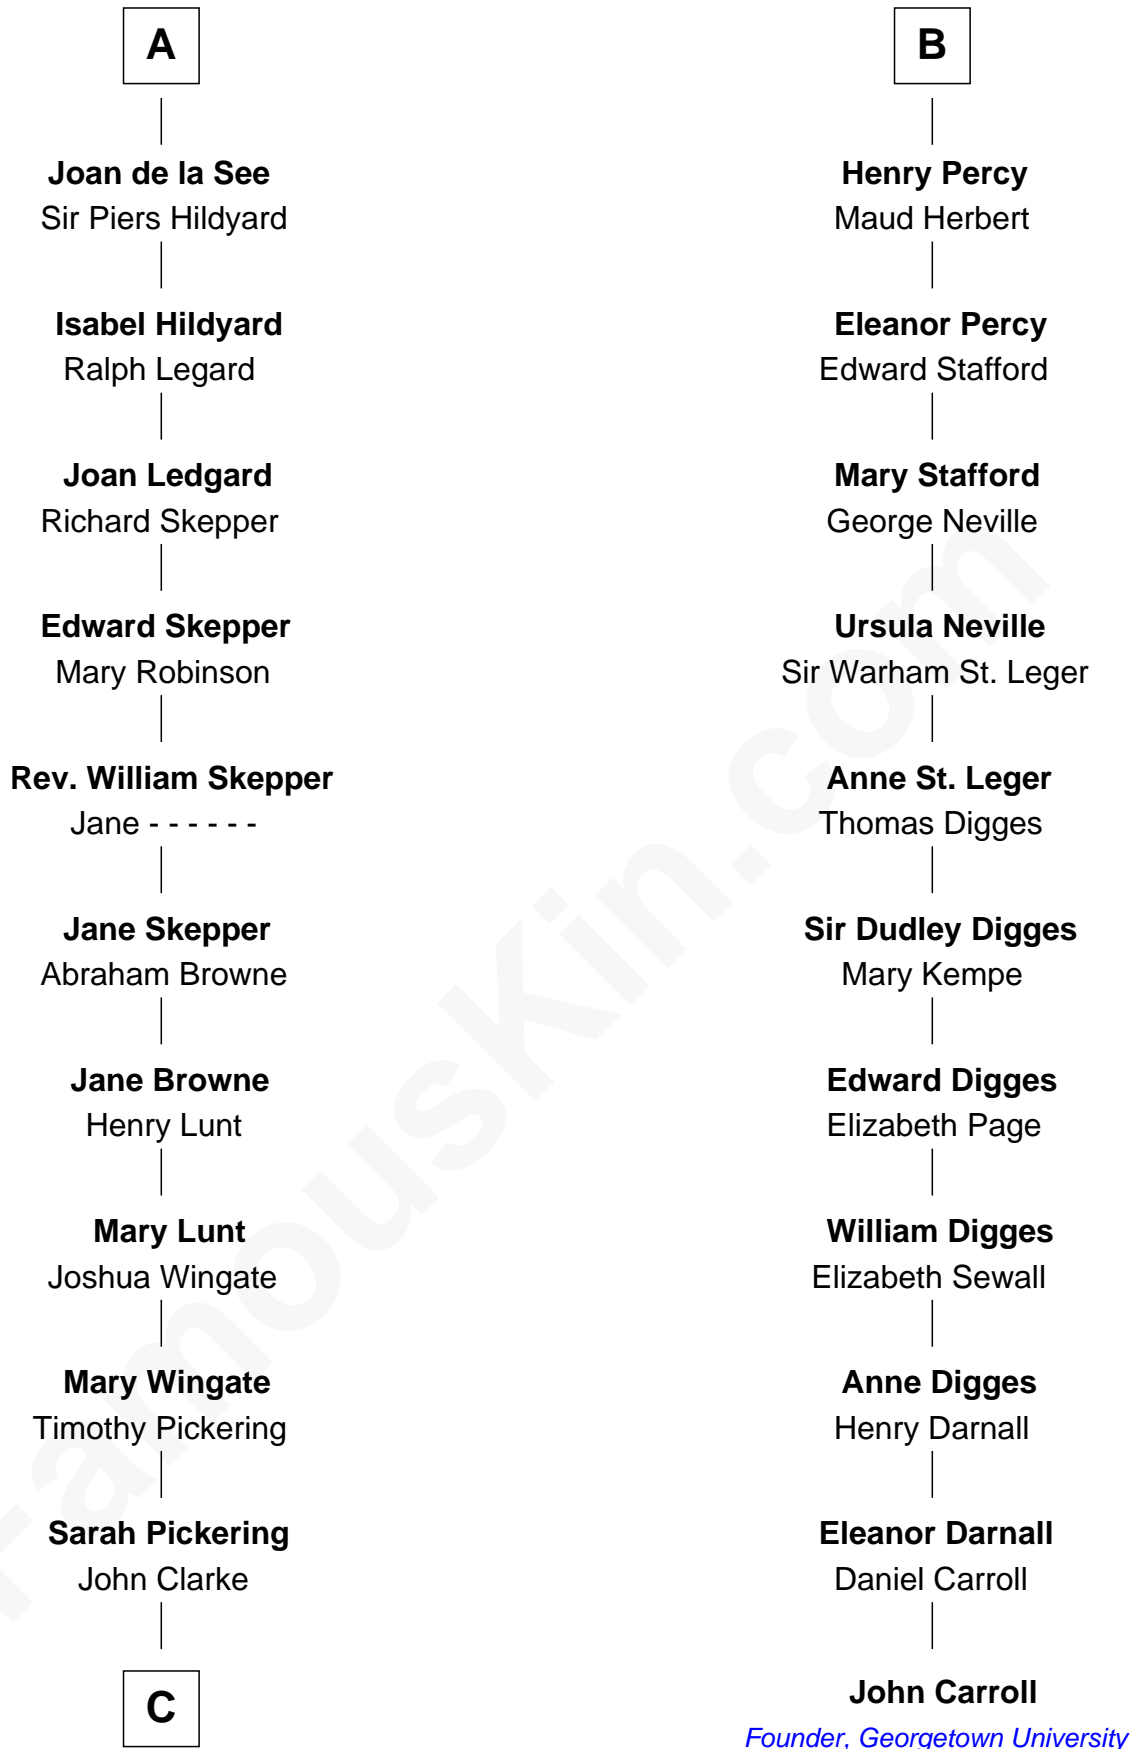 A
Joan de la See
Sir Piers Hildyard
Isabel Hildyard
Ralph Legard
Joan Ledgard
Richard Skepper
Edward Skepper
Mary Robinson
Rev. William Skepper
Jane - - - - - -
Jane Skepper
Abraham Browne
Jane Browne
Henry Lunt
Mary Lunt
Joshua Wingate
Mary Wingate
Timothy Pickering
Sarah Pickering
John Clarke
C
B
Henry Percy
Maud Herbert
Eleanor Percy
Edward Stafford
Mary Stafford
George Neville
Ursula Neville
Sir Warham St. Leger
Anne St. Leger
Thomas Digges
Sir Dudley Digges
Mary Kempe
Edward Digges
Elizabeth Page
William Digges
Elizabeth Sewall
Anne Digges
Henry Darnall
Eleanor Darnall
Daniel Carroll
John Carroll
Founder, Georgetown University
FamousKin.com